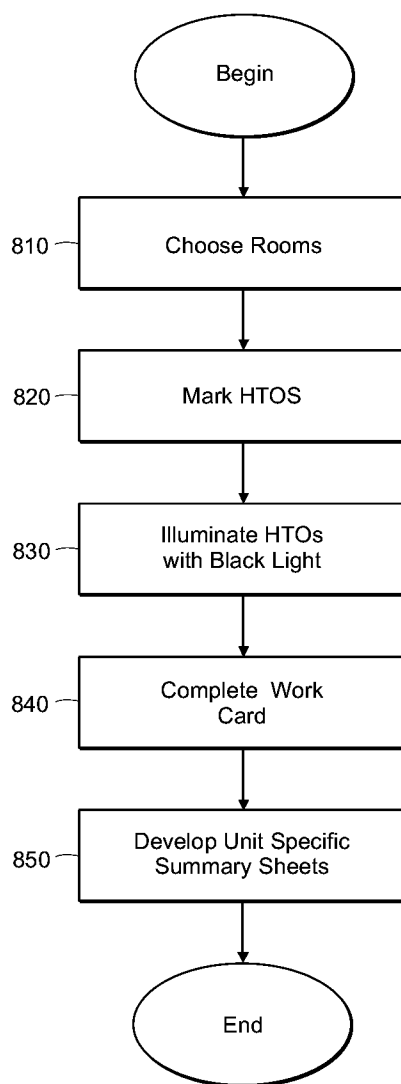 Begin
810
Choose Rooms
820
Mark HTOS
830
Illuminate HTOs
with Black Light
840
Complete Work
Card
850
Develop Unit Specific
Summary Sheets
End